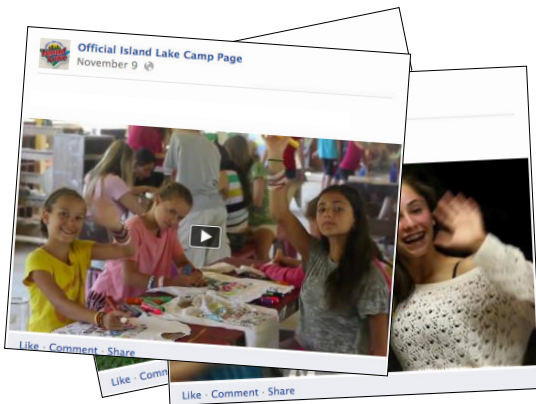 Official Island Lake Camp Page
November 9
Like · Comment · Share
Like · Comm
Like · Comment · Share